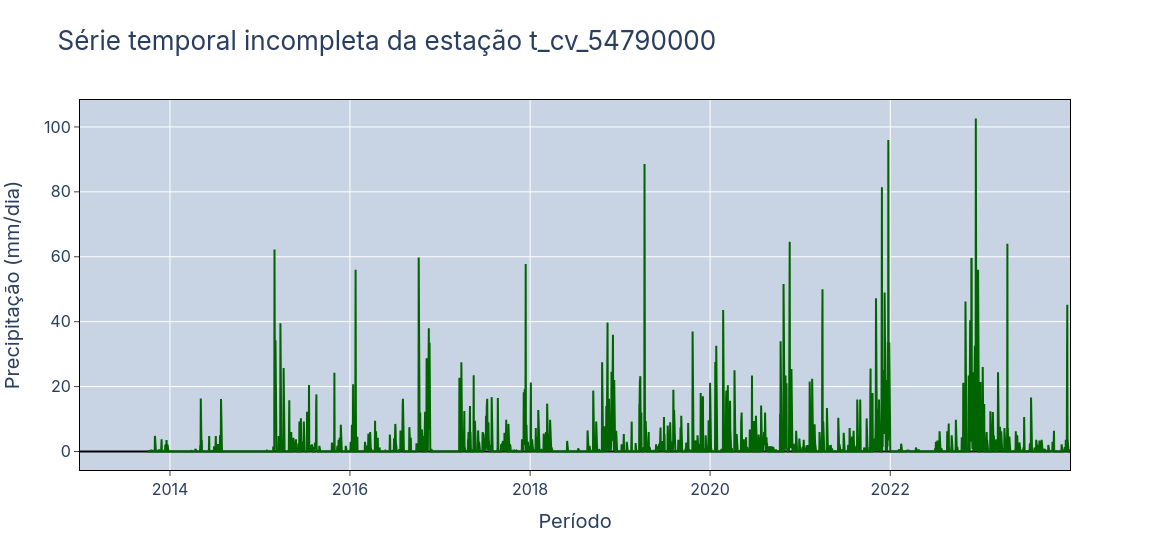 Série temporal incompleta da estação t_cv_54790000
Precipitação (mm/dia)
100
80
60
40
20
0
2014 2016 2018 2020 2022
Período